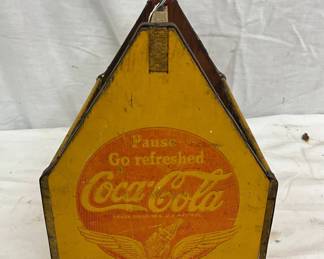 Pause
Go refreshed
Coca-Cola